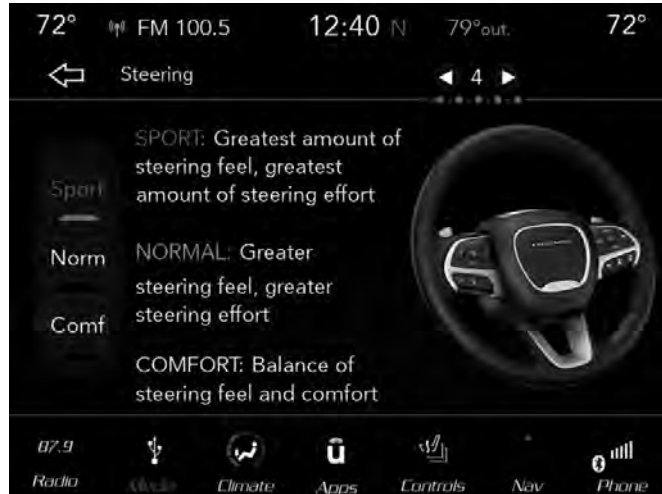 72° FM 100.5 12:40 N 79°out. 72°
Steering 4
SPORT: Greatest amount of
steering feel, greatest
amount of steering effort
Sport
NORMAL: Greater
Norm
steering feel, greater
steering effort
Comf
COMFORT: Balance of
steering feel and comfort
87.9
Radio Media Climate Apps Controls Nav Phone